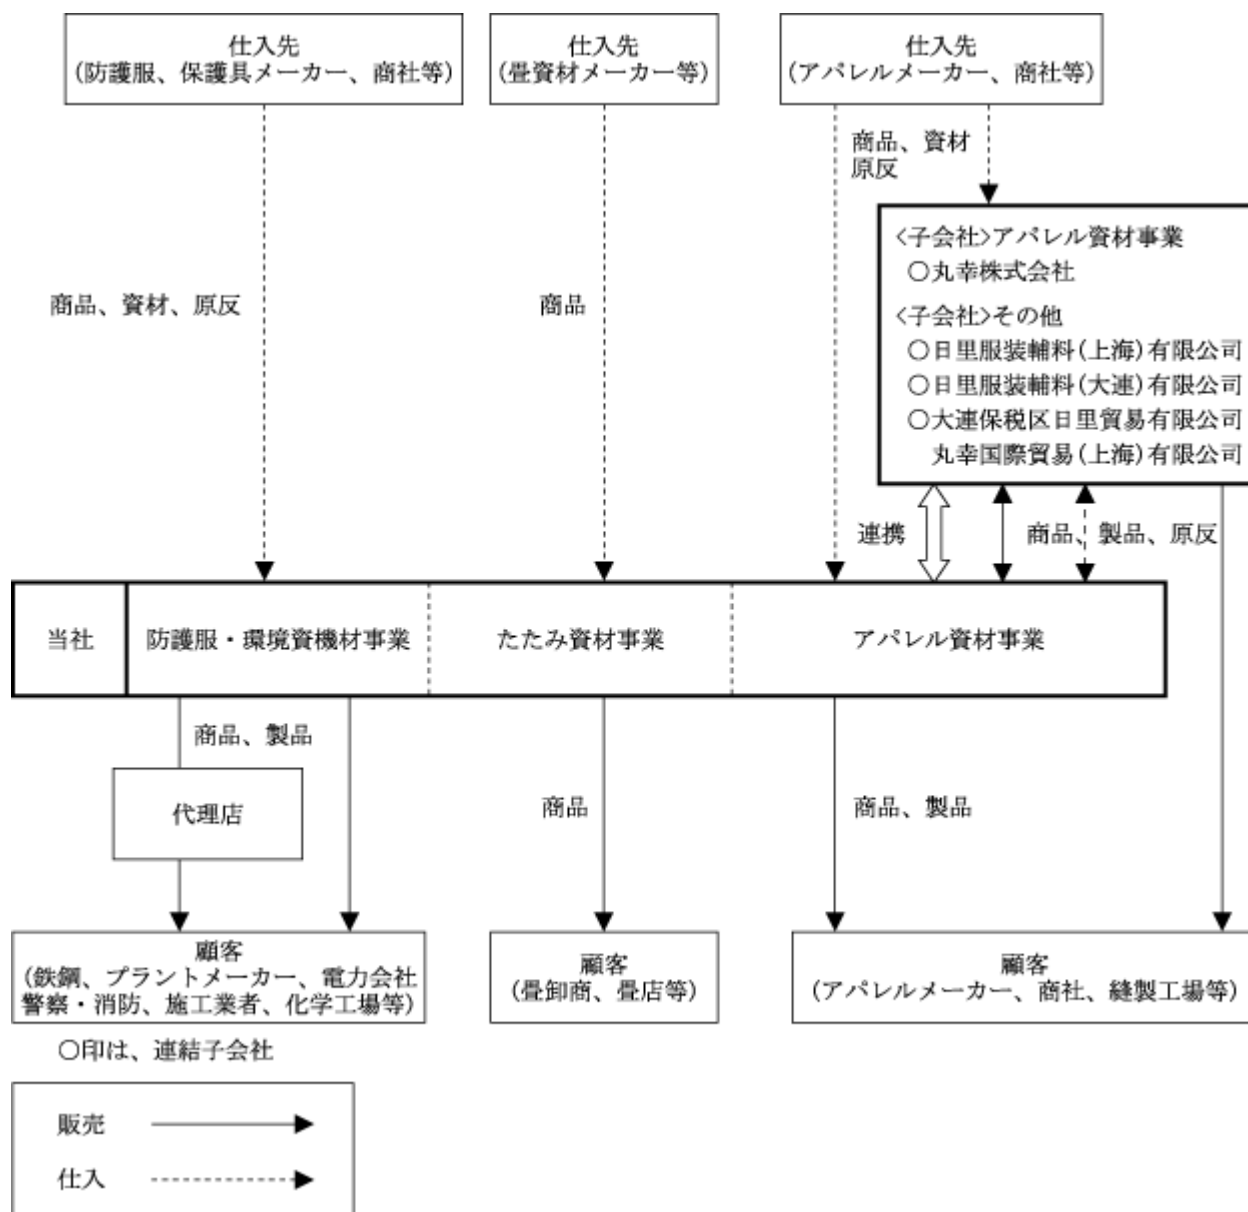 仕入先
(防護服、保護具メーカー、商社等)
仕入先
(畳資材メーカー等)
仕入先
(アパレルメーカー、商社等)
商品、資材
原反
<子会社>アパレル資材事業
○丸幸株式会社
<子会社>その他
○日里服装輔料(上海)有限公司
○日里服装輔料(大連)有限公司
○大連保税区日里貿易有限公司
丸幸国際貿易(上海)有限公司
商品、資材、原反
商品
連携
商品、製品、原反
当社
防護服・環境資機材事業
たたみ資材事業
アパレル資材事業
商品、製品
代理店
商品
商品、製品
顧客
(鉄鋼、プラントメーカー、電力会社
警察・消防、施工業者、化学工場等)
顧客
(畳卸商、畳店等)
顧客
(アパレルメーカー、商社、縫製工場等)
○印は、連結子会社
販売
仕入